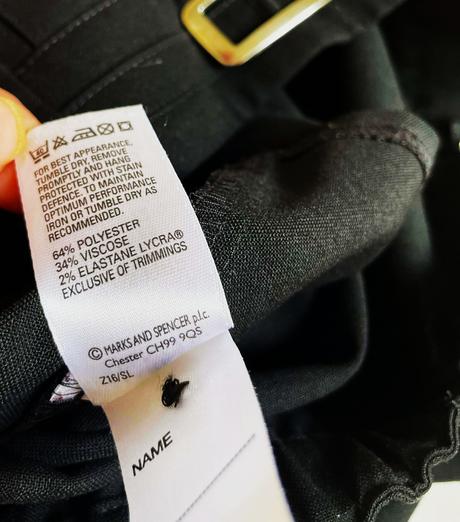 FOR BEST APPEARANCE,
TUMBLE DRY, REMOVE
PROMPTLY AND HANG
PROTECTED WITH STAIN
DEFENCE. TO MAINTAIN
OPTIMUM PERFORMANCE
IRON OR TUMBLE DRY AS
RECOMMENDED.
64% POLYESTER
34% VISCOSE
2% ELASTANE LYCRA®
EXCLUSIVE OF TRIMMINGS
© MARKS AND SPENCER p.l.c.
Chester CH99 9QS
Z16/SL
NAME